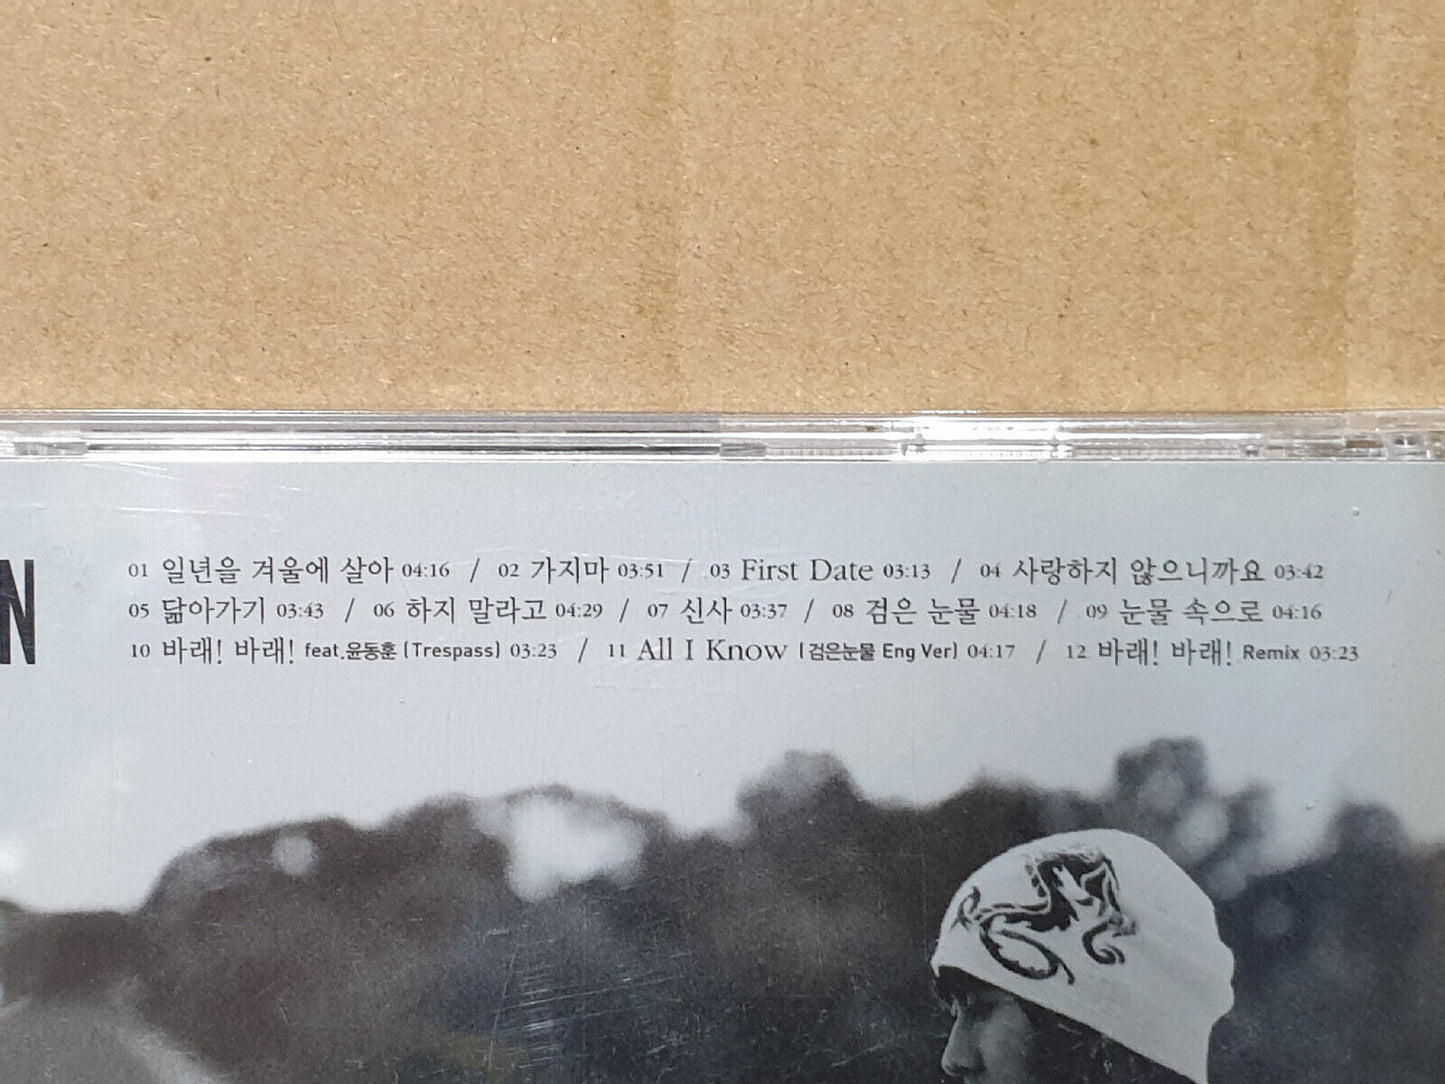 N
01 일년을 겨울에 살아 04:16 / 02 가지마 03:51 / 03 First Date 03:13 / 04 사랑하지 않으니까요 03:42
05 닮아가기 03:43 / 06 하지 말라고 04:29 / 07 신사 03:37 / 08 검은 눈물 04:18 / 09 눈물 속으로 04:16
10 바래! 바래! feat.윤동훈 (Trespass) 03:23 / 11 All I Know (검은눈물 Eng Ver) 04:17 / 12 바래! 바래! Remix 03:23